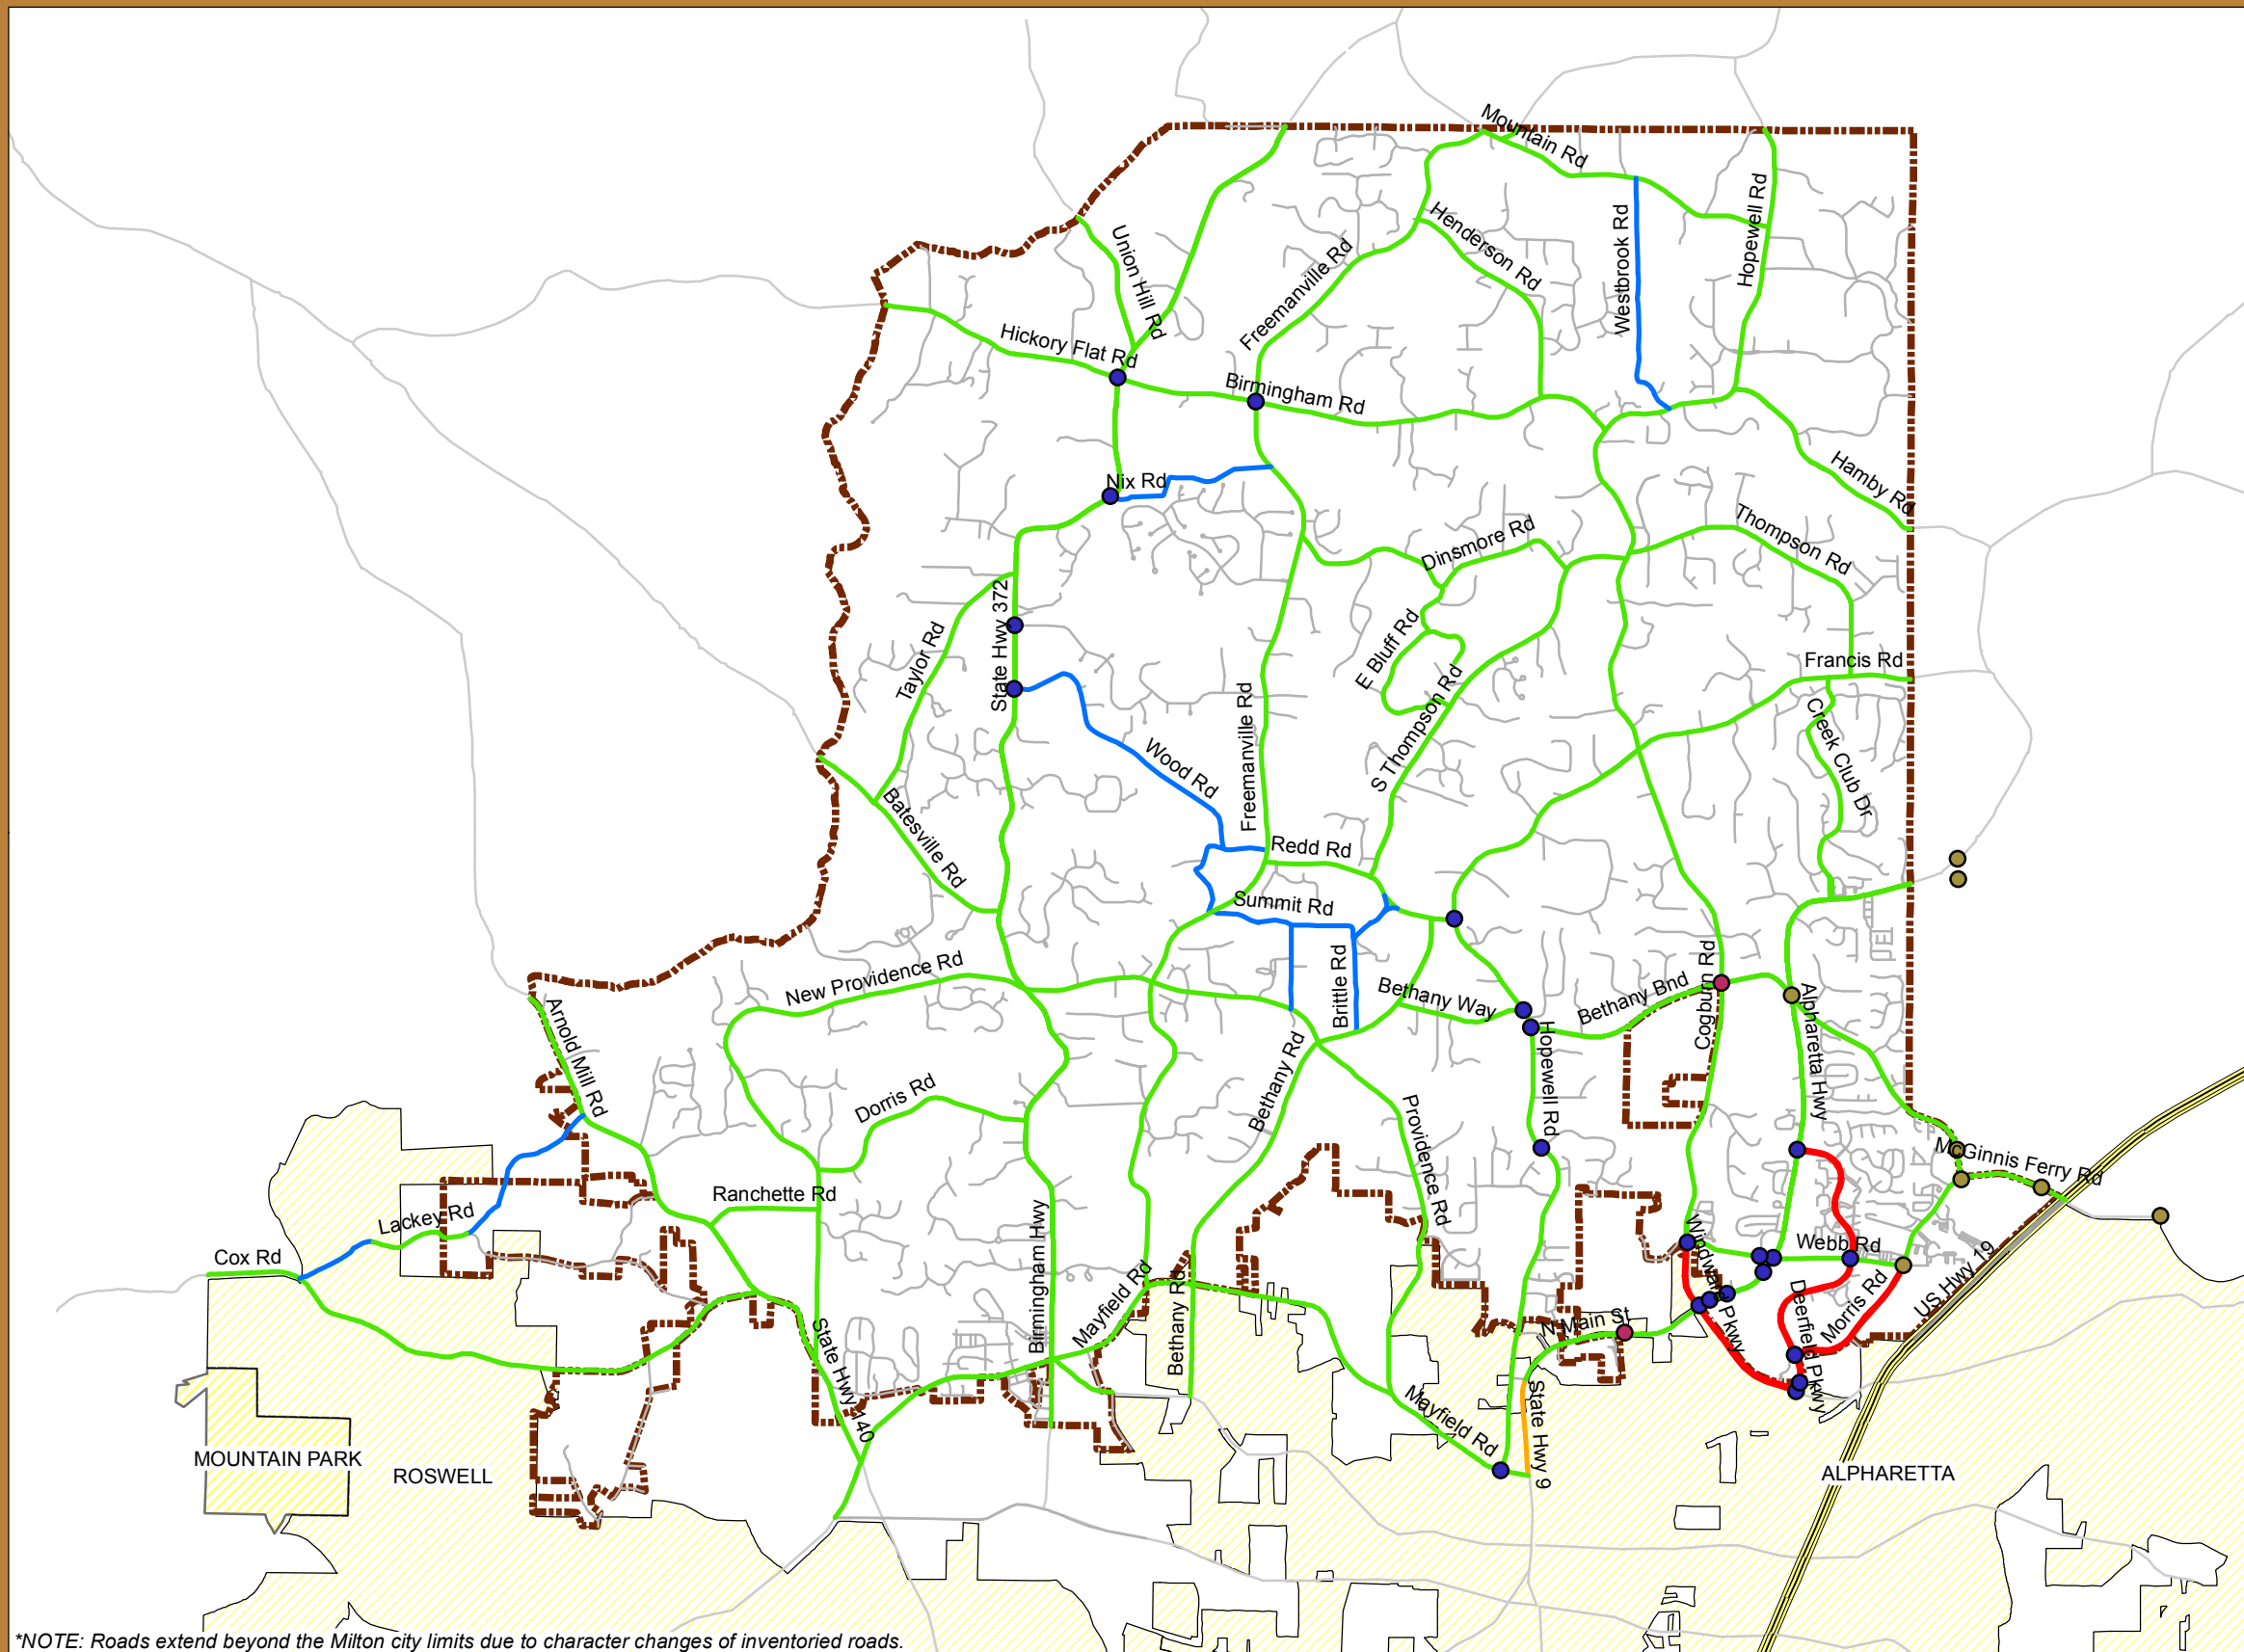 Mountain Rd
Hopewell Rd
Westbrook Rd
Henderson Rd
Union Hill Rd
Freemanville Rd
Hickory Flat Rd
Birmingham Rd
Hamby Rd
Nix Rd
Thompson Rd
Dinsmore Rd
State Hwy 372
Taylor Rd
E Bluff Rd
Francis Rd
S Thompson Rd
Freemanville Rd
Creek Club Dr
Wood Rd
Batesville Rd
Redd Rd
Summit Rd
New Providence Rd
Brittle Rd
Bethany Way
Bethany Bnd
Cogburn Rd
Alpharetta Hwy
Arnold Mill Rd
Hopewell Rd
Bethany Rd
Dorris Rd
Providence Rd
McGinnis Ferry Rd
Ranchette Rd
Lackey Rd
Cox Rd
Birmingham Hwy
Windward Pkwy
Webb Rd
US Hwy 19
Morris Rd
Deerfield Pkwy
Mayfield Rd
Bethany Rd
N Main St
State Hwy 140
Mayfield Rd
State Hwy 9
MOUNTAIN PARK
ROSWELL
ALPHARETTA
*NOTE: Roads extend beyond the Milton city limits due to character changes of inventoried roads.